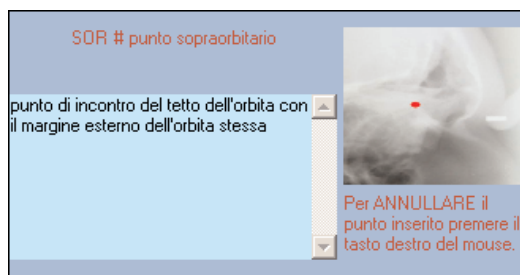 SOR # punto sopraorbitario
punto di incontro del tetto dell'orbita con
il margine esterno dell'orbita stessa
Per ANNULLARE il
punto inserito premere il
tasto destro del mouse.